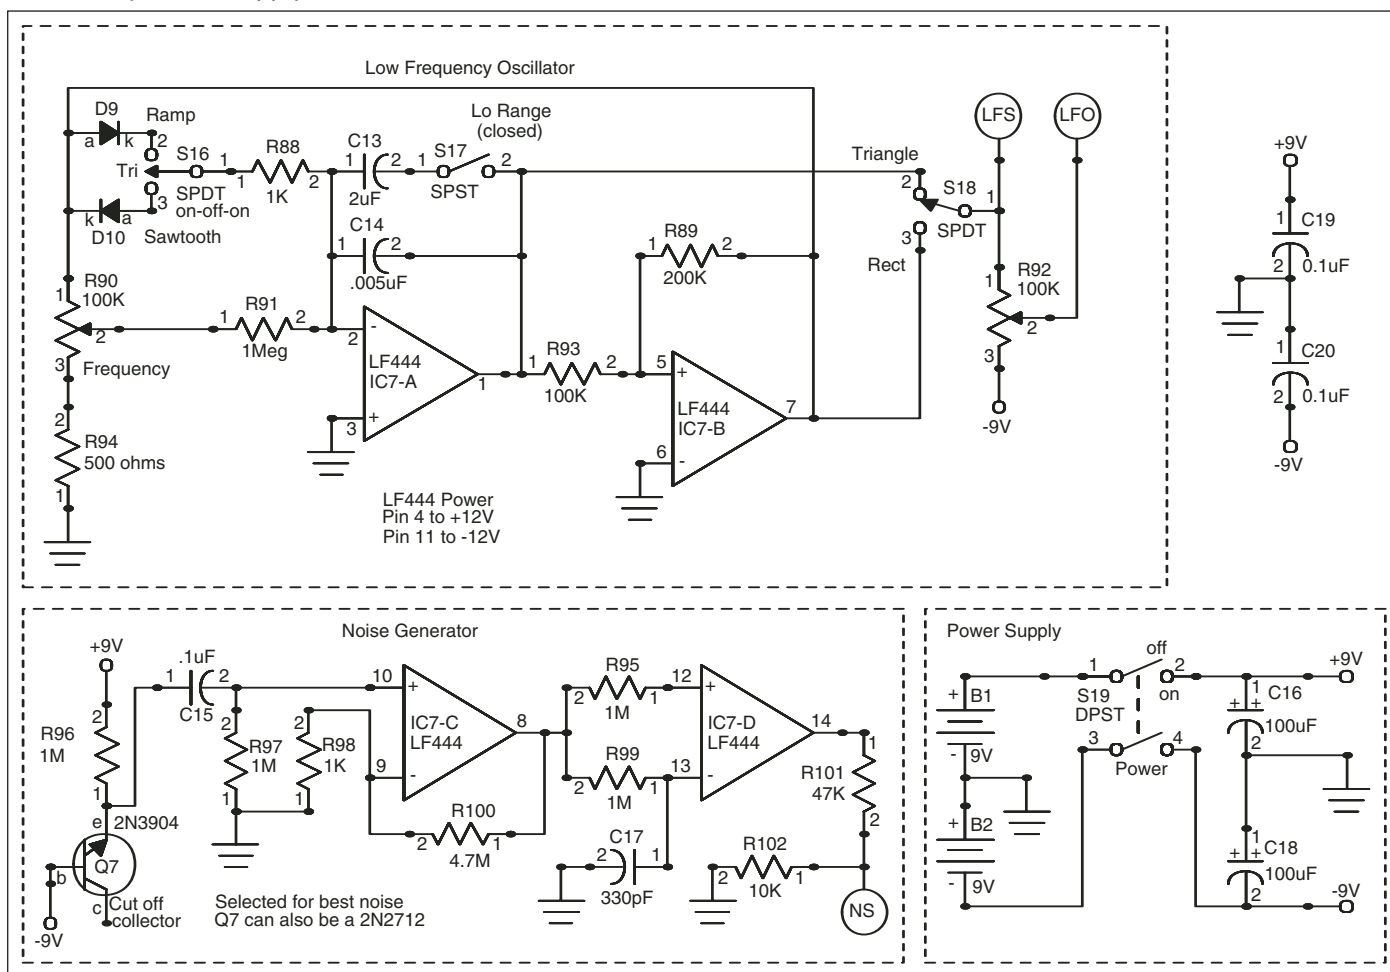 Low Frequency Oscillator
D9
Ramp
a
k
2
Tri
S16
1
R88
1
1K
2
SPDT
on-off-on
3
k
a
D10
Sawtooth
C13
1
2
2uF
Lo Range
(closed)
S17
1
2
SPST
C14
1
2
.005uF
R90
100K
1
2
3
Frequency
R91
1
2
1Meg
2
R94
500 ohms
1
-
2
LF444
IC7-A
1
+
3
R93
1
2
100K
R89
1
2
200K
5
+
LF444
IC7-B
7
6
-
LF444 Power
Pin 4 to +12V
Pin 11 to -12V
Triangle
2
S18
1
SPDT
3
Rect
LFS
LFO
1
R92
100K
2
3
-9V
+9V
1
C19
2
0.1uF
1
C20
2
0.1uF
-9V
Noise Generator
+9V
2
R96
1M
1
e
2N3904
Q7
b
c
Cut off
collector
-9V
.1uF
1
2
C15
2
R97
1M
1
2
R98
1K
1
10
+
IC7-C
LF444
8
9
-
R100
2
1
4.7M
Selected for best noise
Q7 can also be a 2N2712
R95
2
1
1M
R99
2
1
1M
12
+
IC7-D
LF444
14
13
-
C17
2
1
330pF
1
R101
47K
2
R102
2
1
10K
NS
Power Supply
off
1
2
S19
DPST
on
3
4
Power
+
B1
-
9V
+
B2
-
9V
+9V
1
C16
+
+
100uF
2
1
+
+
C18
100uF
2
-9V